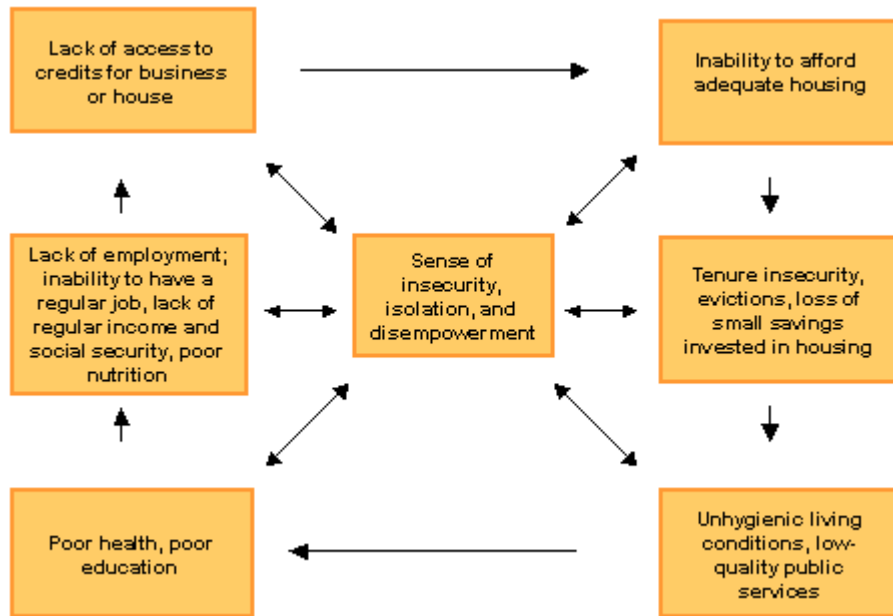 Lack of access to
credits for business
or house
Inability to afford
adequate housing
Lack of employment;
inability to have a
regular job, lack of
regular income and
social security, poor
nutrition
Sense of
insecurity,
isolation, and
disempowerment
Tenure insecurity,
evictions, loss of
small savings
invested in housing
Poor health, poor
education
Unhygienic living
conditions, low-
quality public
services